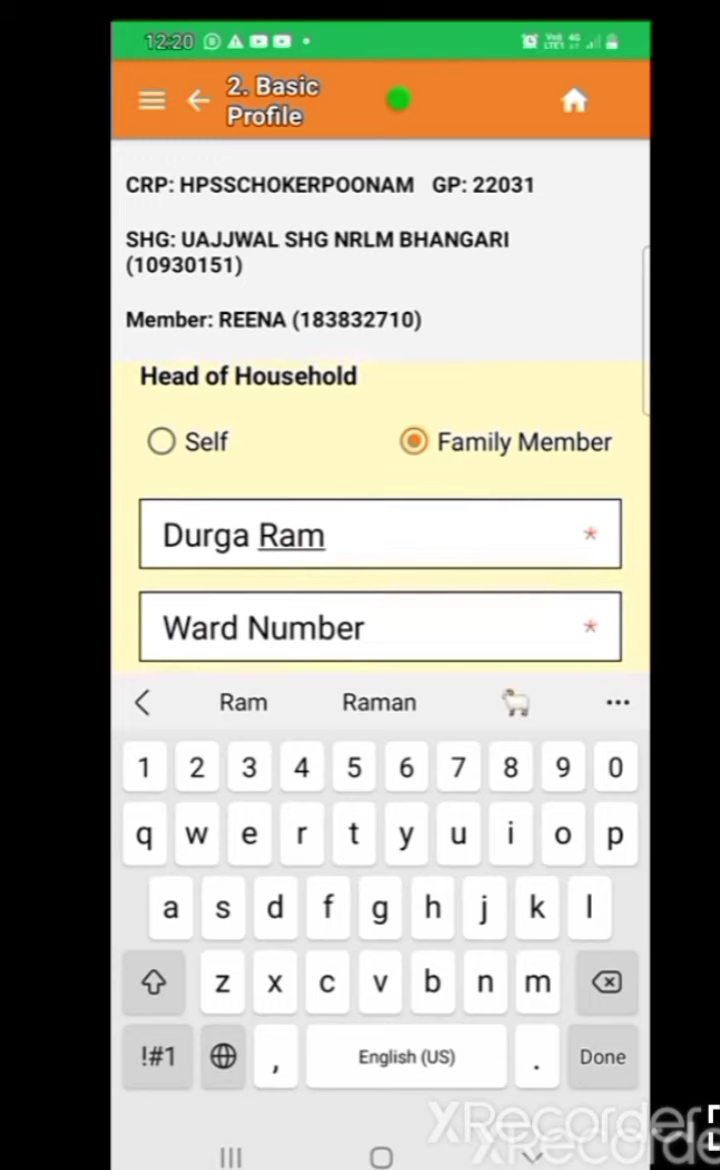 12:20
2. Basic
Profile
CRP: HPSSCHOKERPOONAM GP: 22031
SHG: UAJJWAL SHG NRLM BHANGARI
(10930151)
Member: REENA (183832710)
Head of Household
Self Family Member
Durga Ram *
Ward Number *
Ram Raman
1 2 3 4 5 6 7 8 9 0
q w e r t y u i o p
a s d f g h j k l
z x c v b n m
!#1 , English (US) . Done
XRecorder
XRecorder